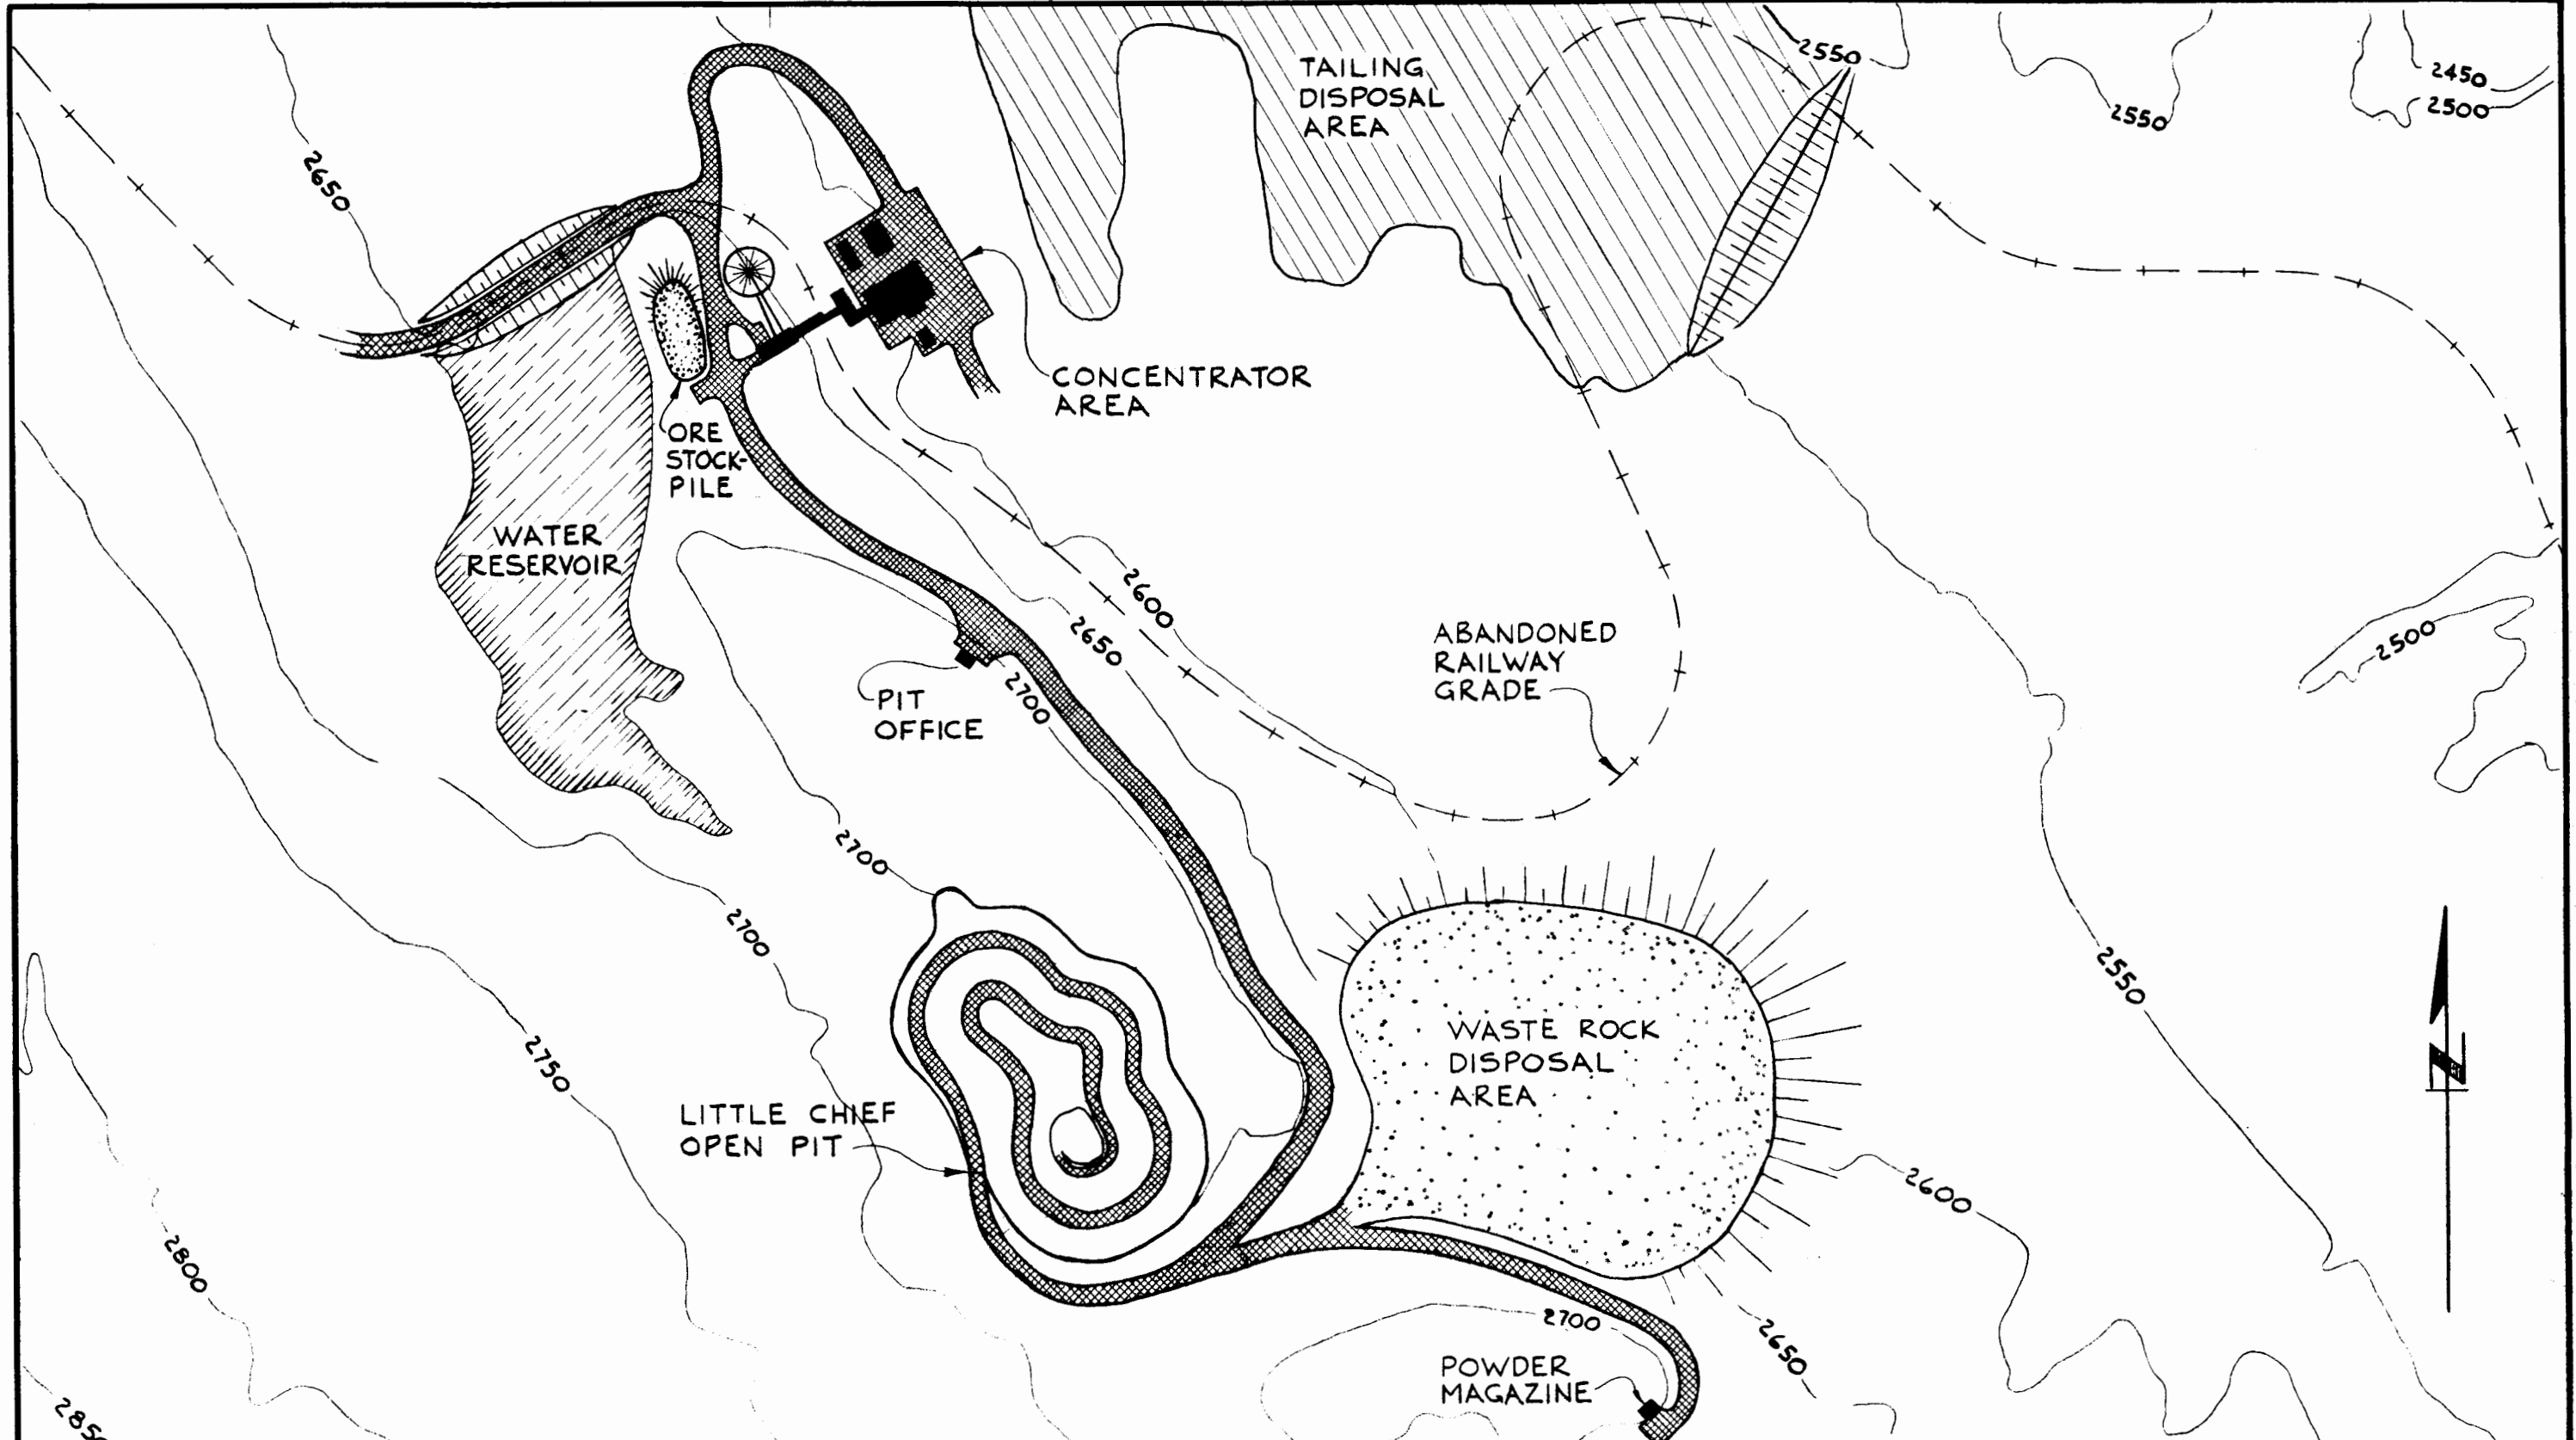 2550
2450
2500
2550
TAILING
DISPOSAL
AREA
2650
CONCENTRATOR
AREA
ORE
STOCK-
PILE
WATER
RESERVOIR
2600
2650
2500
ABANDONED
RAILWAY
GRADE
PIT
OFFICE
2700
2700
2700
2550
WASTE ROCK
DISPOSAL
AREA
N
2750
LITTLE CHIEF
OPEN PIT
2600
2800
2700
2650
POWDER
MAGAZINE